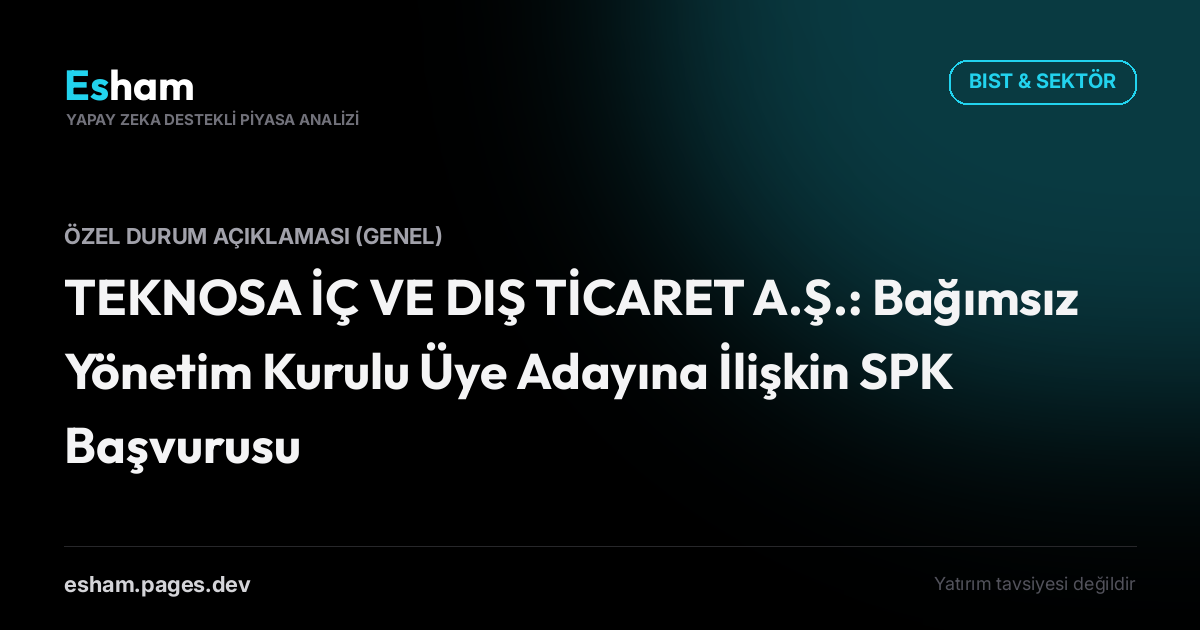 Esham
BIST & SEKTÖR
YAPAY ZEKA DESTEKLİ PİYASA ANALİZİ
ÖZEL DURUM AÇIKLAMASI (GENEL)
TEKNOSA İÇ VE DIŞ TİCARET A.Ş.: Bağımsız
Yönetim Kurulu Üye Adayına İlişkin SPK
Başvurusu
esham.pages.dev
Yatırım tavsiyesi değildir